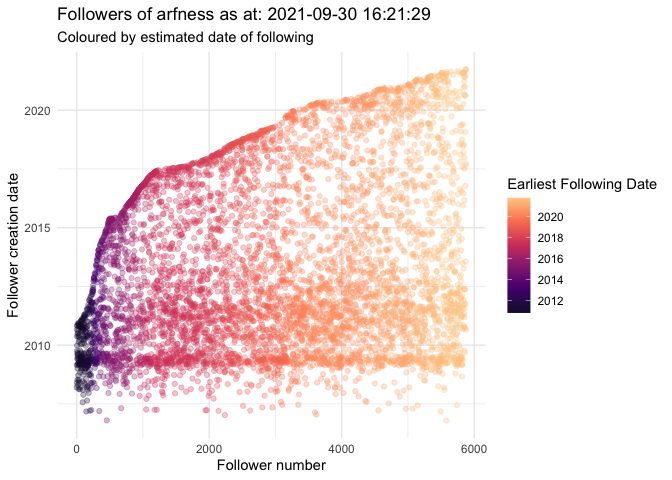 Followers of arfness as at: 2021-09-30 16:21:29
Coloured by estimated date of following
Follower creation date
2020
2015
2010
0
2000
4000
6000
Follower number
Earliest Following Date
2020
2018
2016
2014
2012